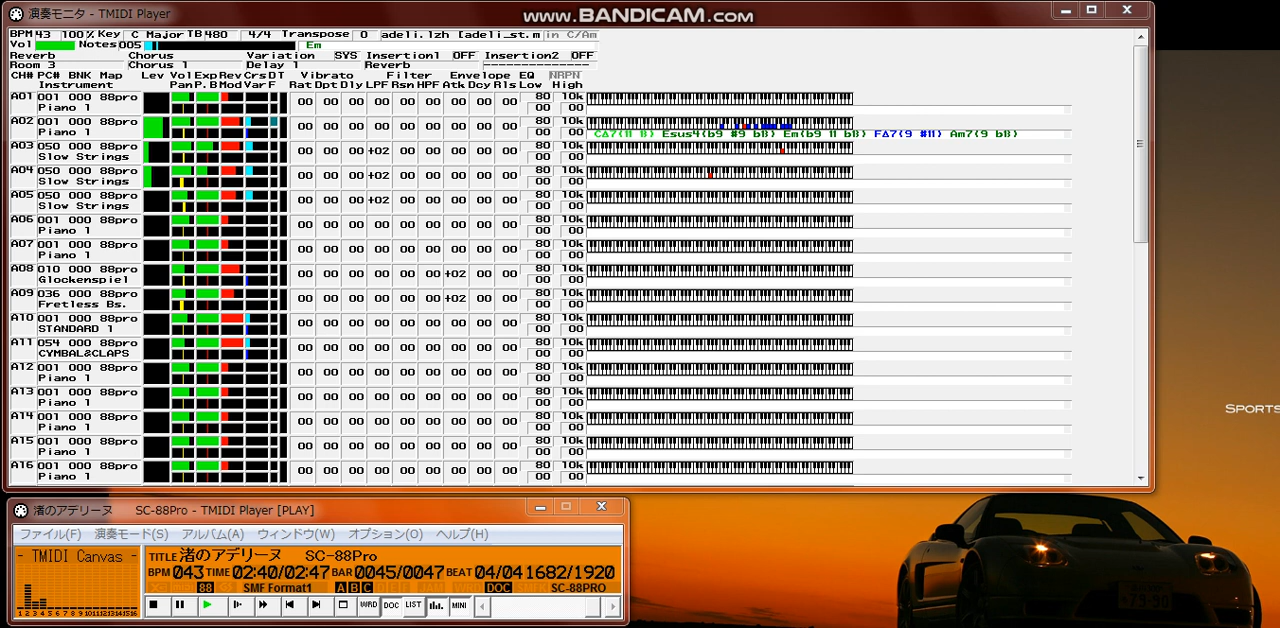 演奏モニタ - TMIDI Player
www.BANDICAM.com
BPM 43 100% Key C Major TB 480 4/4 Transpose 0 adeli.lzh [adeli_st.m in C/Am
Vol Notes 005 Em
Reverb Chorus Variation SYS Insertion1 OFF Insertion2 OFF
Room 3 Chorus 1 Delay 1 Reverb ---------------
CH# PC# BNK Map Lev Vol Exp Rev Crs DT Vibrato Filter Envelope EQ NRPN
Instrument Pan P.B Mod Var F Rat Dpt Dly LPF Rsn HPF Atk Dcy Rls Low High
A01 001 000 88pro 00 00 00 00 00 00 00 00 00 80 10k
Piano 1 00 00
A02 001 000 88pro 00 00 00 00 00 00 00 00 00 80 10k
Piano 1 00 00 CΔ7(11 13) Esus4(b9 #9 b13) Em(b9 11 b13) FΔ7(9 #11) Am7(9)
A03 050 000 88pro 00 00 00 +02 00 00 00 00 00 80 10k
Slow Strings 00 00
A04 050 000 88pro 00 00 00 +02 00 00 00 00 00 80 10k
Slow Strings 00 00
A05 050 000 88pro 00 00 00 +02 00 00 00 00 00 80 10k
Slow Strings 00 00
A06 001 000 88pro 00 00 00 00 00 00 00 00 00 80 10k
Piano 1 00 00
A07 001 000 88pro 00 00 00 00 00 00 00 00 00 80 10k
Piano 1 00 00
A08 010 000 88pro 00 00 00 00 00 00 +02 00 00 80 10k
Glockenspiel 00 00
A09 036 000 88pro 00 00 00 00 00 00 +02 00 00 80 10k
Fretless Bs. 00 00
A10 001 000 88pro 00 00 00 00 00 00 00 00 00 80 10k
STANDARD 1 00 00
A11 054 000 88pro 00 00 00 00 00 00 00 00 00 80 10k
CYMBAL&CLAPS 00 00
A12 001 000 88pro 00 00 00 00 00 00 00 00 00 80 10k
Piano 1 00 00
A13 001 000 88pro 00 00 00 00 00 00 00 00 00 80 10k
Piano 1 00 00
A14 001 000 88pro 00 00 00 00 00 00 00 00 00 80 10k
Piano 1 00 00
A15 001 000 88pro 00 00 00 00 00 00 00 00 00 80 10k
Piano 1 00 00
A16 001 000 88pro 00 00 00 00 00 00 00 00 00 80 10k
Piano 1 00 00
SPORTS
渚のアデリーヌ SC-88Pro - TMIDI Player [PLAY]
ファイル(F) 演奏モード(S) アルバム(A) ウィンドウ(W) オプション(O) ヘルプ(H)
- TMIDI Canvas -
TITLE 渚のアデリーヌ SC-88Pro
BPM 043 TIME 02:40/02:47 BAR 0045/0047 BEAT 04/04 1682/1920
88 SMF Format1 A B C DOC SC-88PRO
1 2 3 4 5 6 7 8 9 10 11 12 13 14 15 16
WRD DOC LIST MINI